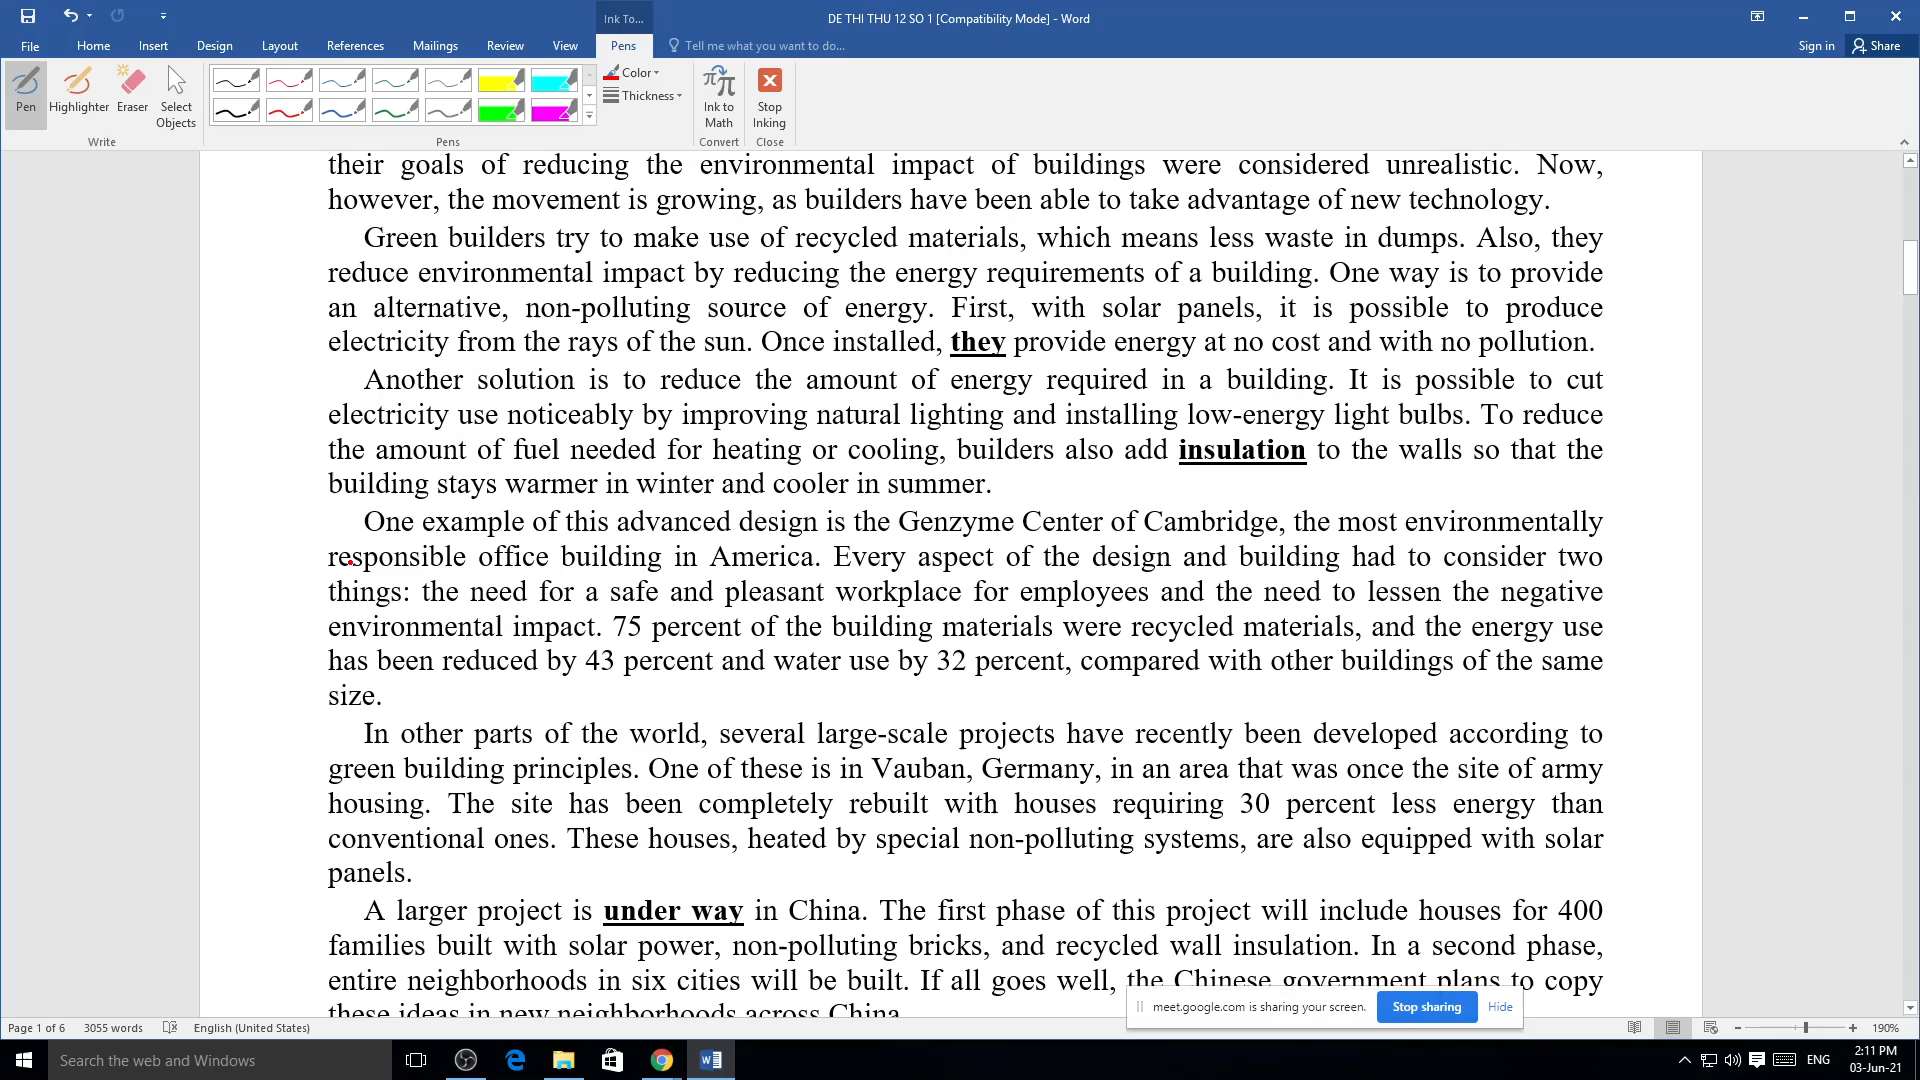 Ink To...
DE THI THU 12 SO 1 [Compatibility Mode] - Word
File Home Insert Design Layout References Mailings Review View Pens Tell me what you want to do... Sign in Share
Pen Highlighter Eraser Select Objects
Color
Thickness
Ink to Math
Stop Inking
Write Pens Convert Close
their goals of reducing the environmental impact of buildings were considered unrealistic. Now,
however, the movement is growing, as builders have been able to take advantage of new technology.
Green builders try to make use of recycled materials, which means less waste in dumps. Also, they
reduce environmental impact by reducing the energy requirements of a building. One way is to provide
an alternative, non-polluting source of energy. First, with solar panels, it is possible to produce
electricity from the rays of the sun. Once installed, they provide energy at no cost and with no pollution.
Another solution is to reduce the amount of energy required in a building. It is possible to cut
electricity use noticeably by improving natural lighting and installing low-energy light bulbs. To reduce
the amount of fuel needed for heating or cooling, builders also add insulation to the walls so that the
building stays warmer in winter and cooler in summer.
One example of this advanced design is the Genzyme Center of Cambridge, the most environmentally
responsible office building in America. Every aspect of the design and building had to consider two
things: the need for a safe and pleasant workplace for employees and the need to lessen the negative
environmental impact. 75 percent of the building materials were recycled materials, and the energy use
has been reduced by 43 percent and water use by 32 percent, compared with other buildings of the same
size.
In other parts of the world, several large-scale projects have recently been developed according to
green building principles. One of these is in Vauban, Germany, in an area that was once the site of army
housing. The site has been completely rebuilt with houses requiring 30 percent less energy than
conventional ones. These houses, heated by special non-polluting systems, are also equipped with solar
panels.
A larger project is under way in China. The first phase of this project will include houses for 400
families built with solar power, non-polluting bricks, and recycled wall insulation. In a second phase,
entire neighborhoods in six cities will be built. If all goes well, the Chinese government plans to copy
these ideas in new neighborhoods across China.
meet.google.com is sharing your screen. Stop sharing Hide
Page 1 of 6 3055 words English (United States) 190%
Search the web and Windows
ENG
2:11 PM
03-Jun-21